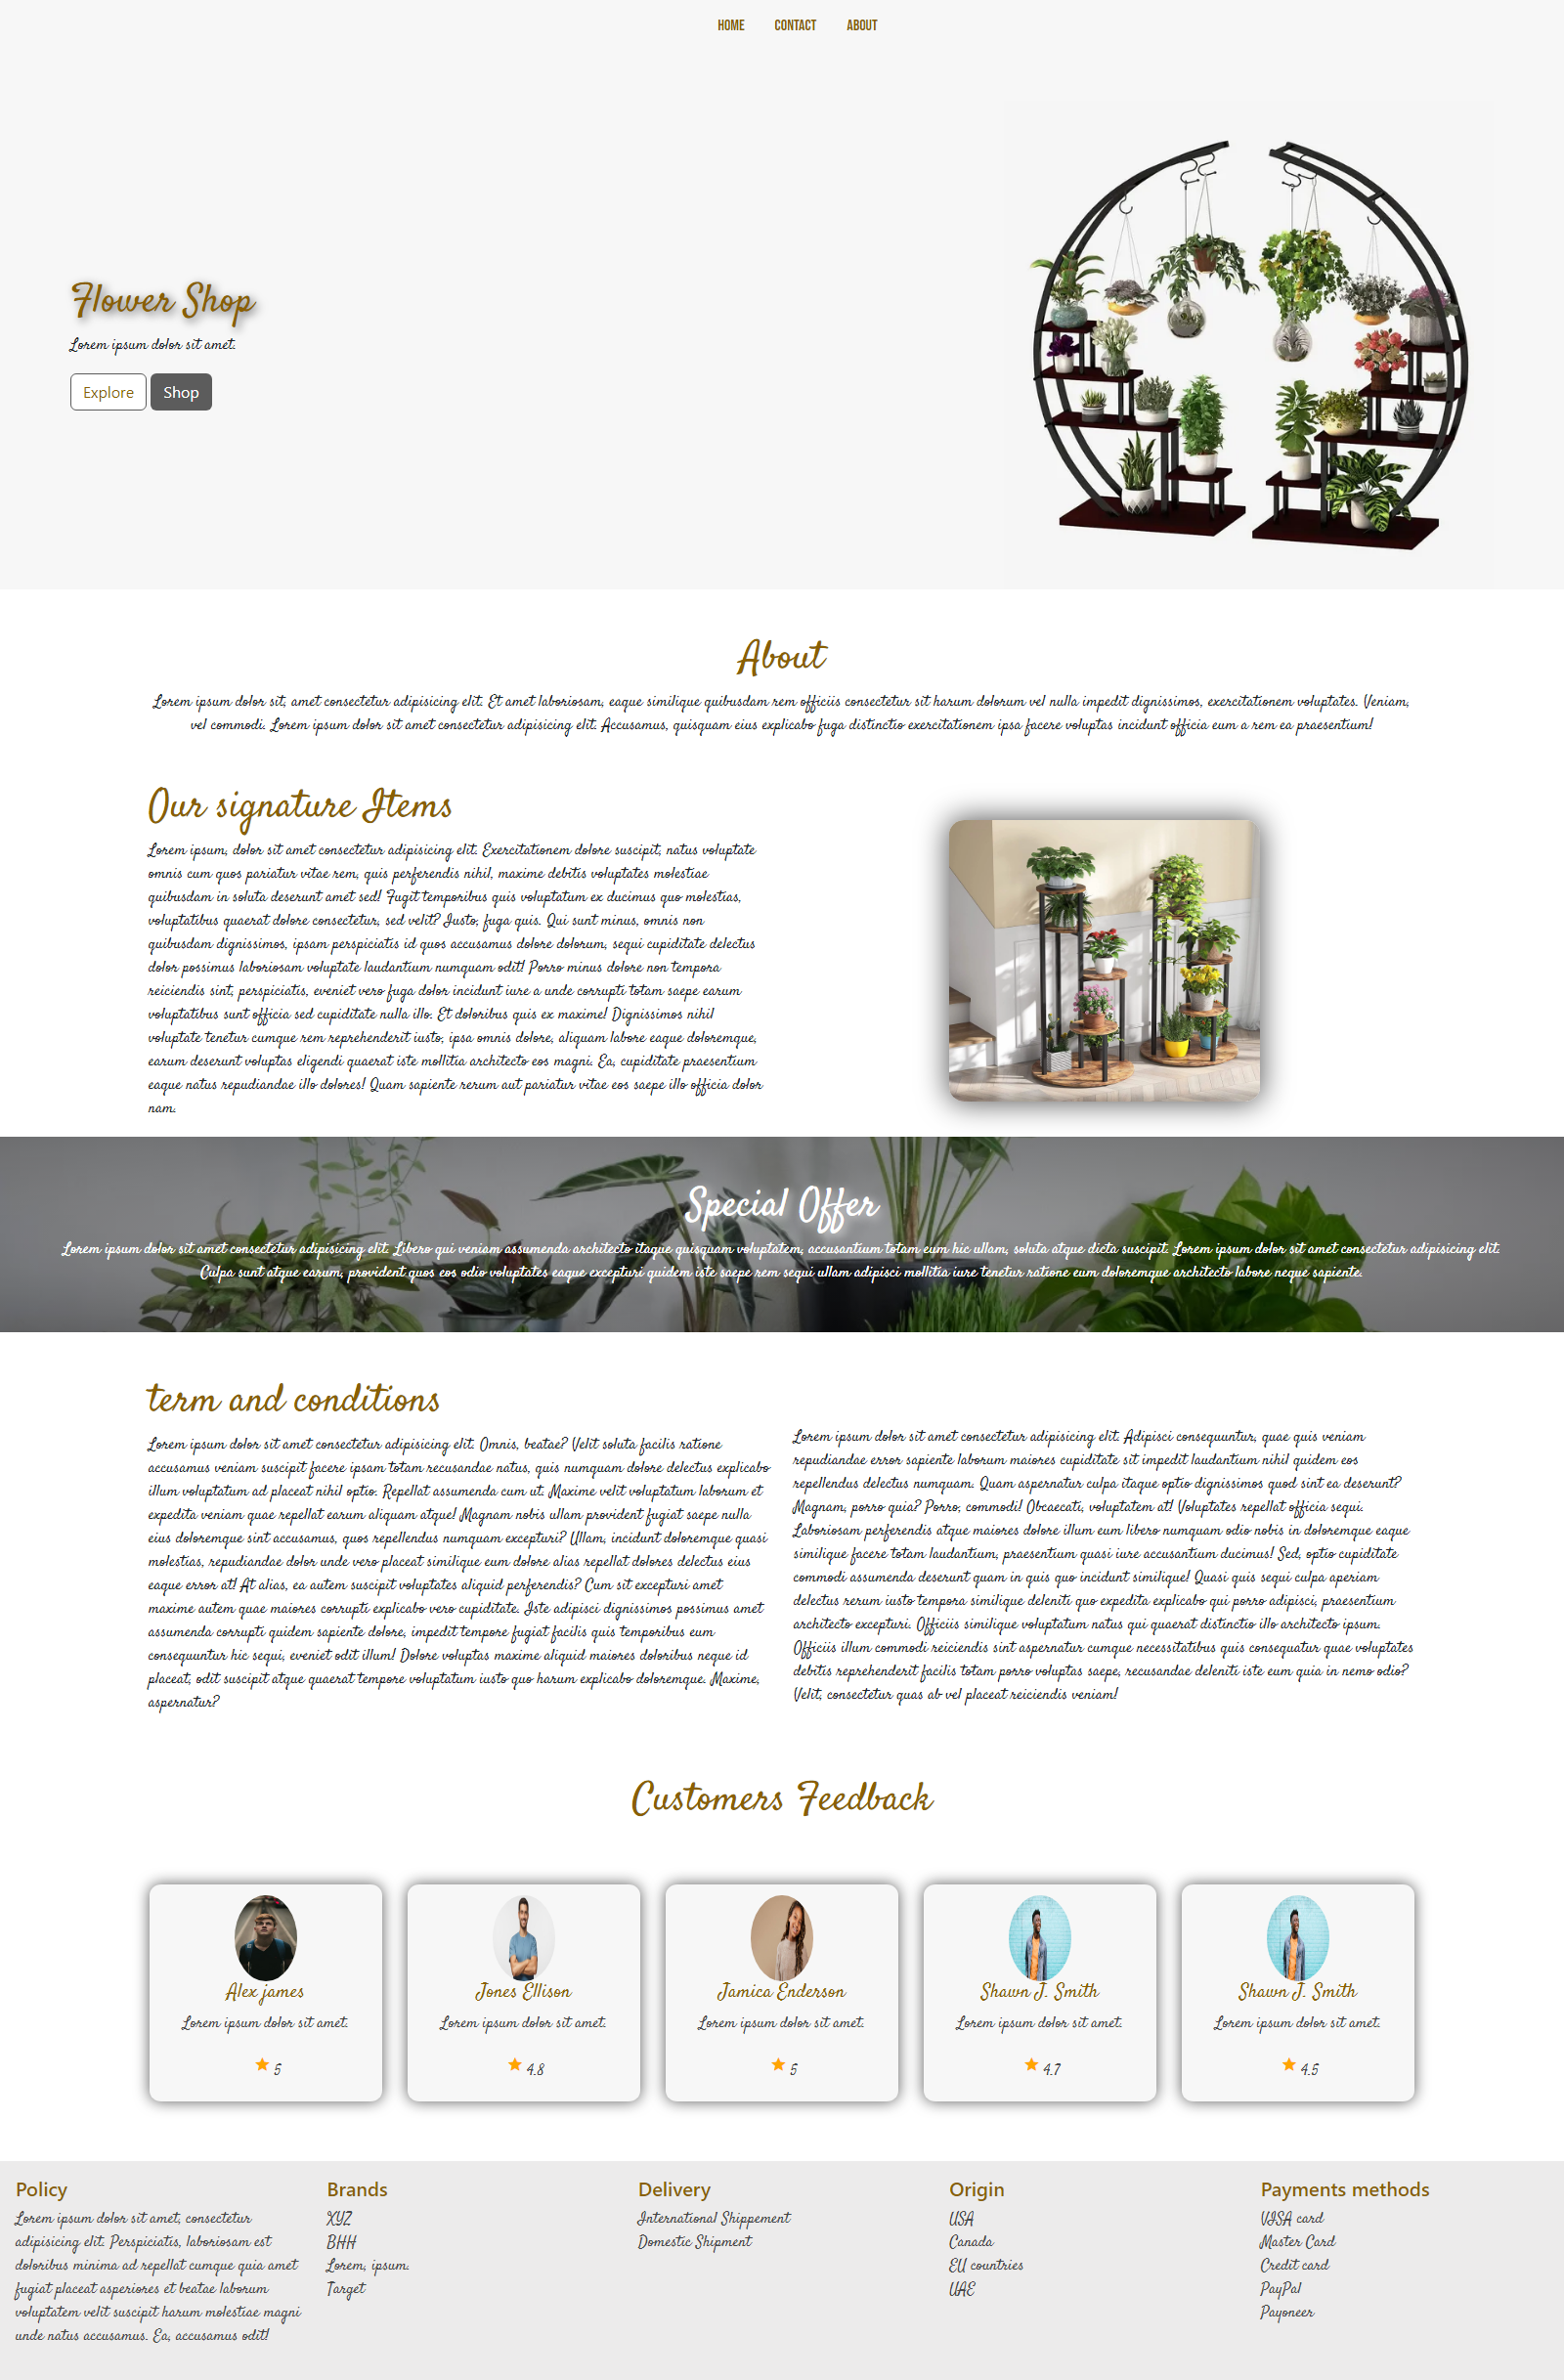 HOME CONTACT ABOUT
Flower Shop
Lorem ipsum dolor sit amet.
Explore Shop
About
Lorem ipsum dolor sit, amet consectetur adipisicing elit. Et amet laboriosam, eaque similique quibusdam rem officiis consectetur sit harum dolorum vel nulla impedit dignissimos, exercitationem voluptates. Veniam,
vel commodi. Lorem ipsum dolor sit amet consectetur adipisicing elit. Accusamus, quisquam eius explicabo fuga distinctio exercitationem ipsa facere voluptas incidunt officia eum a rem ea praesentium!
Our signature Items
Lorem ipsum, dolor sit amet consectetur adipisicing elit. Exercitationem dolore suscipit, natus voluptate
omnis cum quos pariatur vitae rem, quis perferendis nihil, maxime debitis voluptates molestiae
quibusdam in soluta deserunt amet sed! Fugit temporibus quis voluptatum ex ducimus quo molestias,
voluptatibus quaerat dolore consectetur, sed velit? Iusto, fuga quis. Qui sunt minus, omnis non
quibusdam dignissimos, ipsam perspiciatis id quos accusamus dolore dolorum, sequi cupiditate delectus
dolor possimus laboriosam voluptate laudantium numquam odit! Porro minus dolore non tempora
reiciendis sint, perspiciatis, eveniet vero fuga dolor incidunt iure a unde corrupti totam saepe earum
voluptatibus sunt officia sed cupiditate nulla illo. Et doloribus quis ex maxime! Dignissimos nihil
voluptate tenetur cumque rem reprehenderit iusto, ipsa omnis dolore, aliquam labore eaque doloremque,
earum deserunt voluptas eligendi quaerat iste mollitia architecto eos magni. Ea, cupiditate praesentium
eaque natus repudiandae illo dolores! Quam sapiente rerum aut pariatur vitae eos saepe illo officia dolor
nam.
Special Offer
Lorem ipsum dolor sit amet consectetur adipisicing elit. Libero qui veniam assumenda architecto itaque quisquam voluptatem, accusantium totam eum hic ullam, soluta atque dicta suscipit. Lorem ipsum dolor sit amet consectetur adipisicing elit.
Culpa sunt atque earum, provident quos eos odio voluptates eaque excepturi quidem iste saepe rem sequi ullam adipisci mollitia iure tenetur ratione eum doloremque architecto labore neque sapiente.
term and conditions
Lorem ipsum dolor sit amet consectetur adipisicing elit. Omnis, beatae? Velit soluta facilis ratione
accusamus veniam suscipit facere ipsam totam recusandae natus, quis numquam dolore delectus explicabo
illum voluptatum ad placeat nihil optio. Repellat assumenda cum ut. Maxime velit voluptatum laborum et
expedita veniam quae repellat earum aliquam atque! Magnam nobis ullam provident fugiat saepe nulla
eius doloremque sint accusamus, quos repellendus numquam excepturi? Ullam, incidunt doloremque quasi
molestias, repudiandae dolor unde vero placeat similique eum dolore alias repellat dolores delectus eius
eaque error at! At alias, ea autem suscipit voluptates aliquid perferendis? Cum sit excepturi amet
maxime autem quae maiores corrupti explicabo vero cupiditate. Iste adipisci dignissimos possimus amet
assumenda corrupti quidem sapiente dolore, impedit tempore fugiat facilis quis temporibus eum
consequuntur hic sequi, eveniet odit illum! Dolore voluptas maxime aliquid maiores doloribus neque id
placeat, odit suscipit atque quaerat tempore voluptatum iusto quo harum explicabo doloremque. Maxime,
aspernatur?
Lorem ipsum dolor sit amet consectetur adipisicing elit. Adipisci consequuntur, quae quis veniam
repudiandae error sapiente laborum maiores cupiditate sit impedit laudantium nihil quidem eos
repellendus delectus numquam. Quam aspernatur culpa itaque optio dignissimos quod sint ea deserunt?
Magnam, porro quia? Porro, commodi! Obcaecati, voluptatem at! Voluptates repellat officia sequi.
Laboriosam perferendis atque maiores dolore illum eum libero numquam odio nobis in doloremque eaque
similique facere totam laudantium, praesentium quasi iure accusantium ducimus! Sed, optio cupiditate
commodi assumenda deserunt quam in quis quo incidunt similique! Quasi quis sequi culpa aperiam
delectus rerum iusto tempora similique deleniti quo expedita explicabo qui porro adipisci, praesentium
architecto excepturi. Officiis similique voluptatum natus qui quaerat distinctio illo architecto ipsum.
Officiis illum commodi reiciendis sint aspernatur cumque necessitatibus quis consequatur quae voluptates
debitis reprehenderit facilis totam porro voluptas saepe, recusandae deleniti iste eum quia in nemo odio?
Velit, consectetur quas ab vel placeat reiciendis veniam!
Customers Feedback
Alex james
Lorem ipsum dolor sit amet.
5
Jones Ellison
Lorem ipsum dolor sit amet.
4.8
Jamica Enderson
Lorem ipsum dolor sit amet.
5
Shawn J. Smith
Lorem ipsum dolor sit amet.
4.7
Shawn J. Smith
Lorem ipsum dolor sit amet.
4.5
Policy
Lorem ipsum dolor sit amet, consectetur
adipisicing elit. Perspiciatis, laboriosam est
doloribus minima ad repellat cumque quia amet
fugiat placeat asperiores et beatae laborum
voluptatem velit suscipit harum molestiae magni
unde natus accusamus. Ea, accusamus odit!
Brands
XYZ
BHH
Lorem, ipsum.
Target
Delivery
International Shippement
Domestic Shipment
Origin
USA
Canada
EU countries
UAE
Payments methods
VISA card
Master Card
Credit card
PayPal
Payoneer